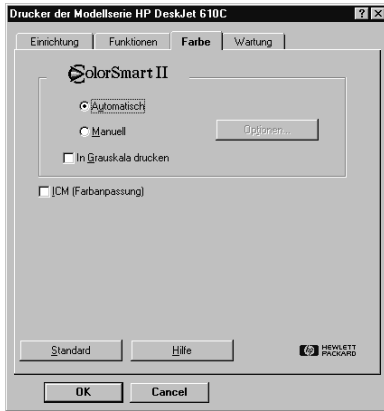 Drucker der Modellserie HP DeskJet 610C
Einrichtung Funktionen Farbe Wartung
ColorSmart II
Automatisch
Manuell
Optionen...
In Grauskala drucken
ICM (Farbanpassung)
Standard Hilfe
hp HEWLETT PACKARD
OK Cancel